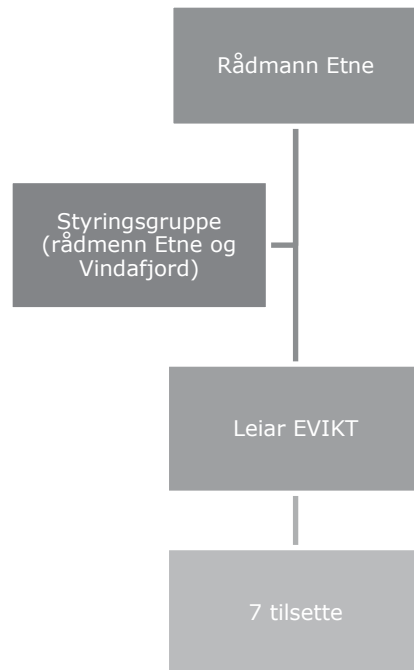 Rådmann Etne
Styringsgruppe
(rådmenn Etne og
Vindafjord)
Leiar EVIKT
7 tilsette